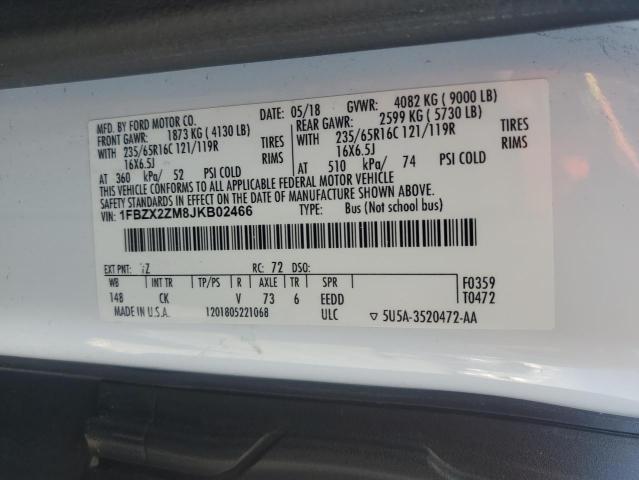 MFD. BY FORD MOTOR CO. DATE: 05/18 GVWR: 4082 KG ( 9000 LB)
FRONT GAWR: 1873 KG ( 4130 LB) REAR GAWR: 2599 KG ( 5730 LB)
WITH 235/65R16C 121/119R TIRES WITH 235/65R16C 121/119R TIRES
16X6.5J RIMS 16X6.5J RIMS
AT 360 kPa/ 52 PSI COLD AT 510 kPa/ 74 PSI COLD
THIS VEHICLE CONFORMS TO ALL APPLICABLE FEDERAL MOTOR VEHICLE
SAFETY STANDARDS IN EFFECT ON THE DATE OF MANUFACTURE SHOWN ABOVE.
VIN: 1FBZX2ZM8JKB02466 TYPE: Bus (Not school bus)
EXT PNT: Z RC: 72 DSO: F0359
WB INT TR TP/PS R AXLE TR SPR T0472
148 CK V 73 6 EEDD
MADE IN U.S.A. 1201805221068 ULC ▽ 5U5A-3520472-AA